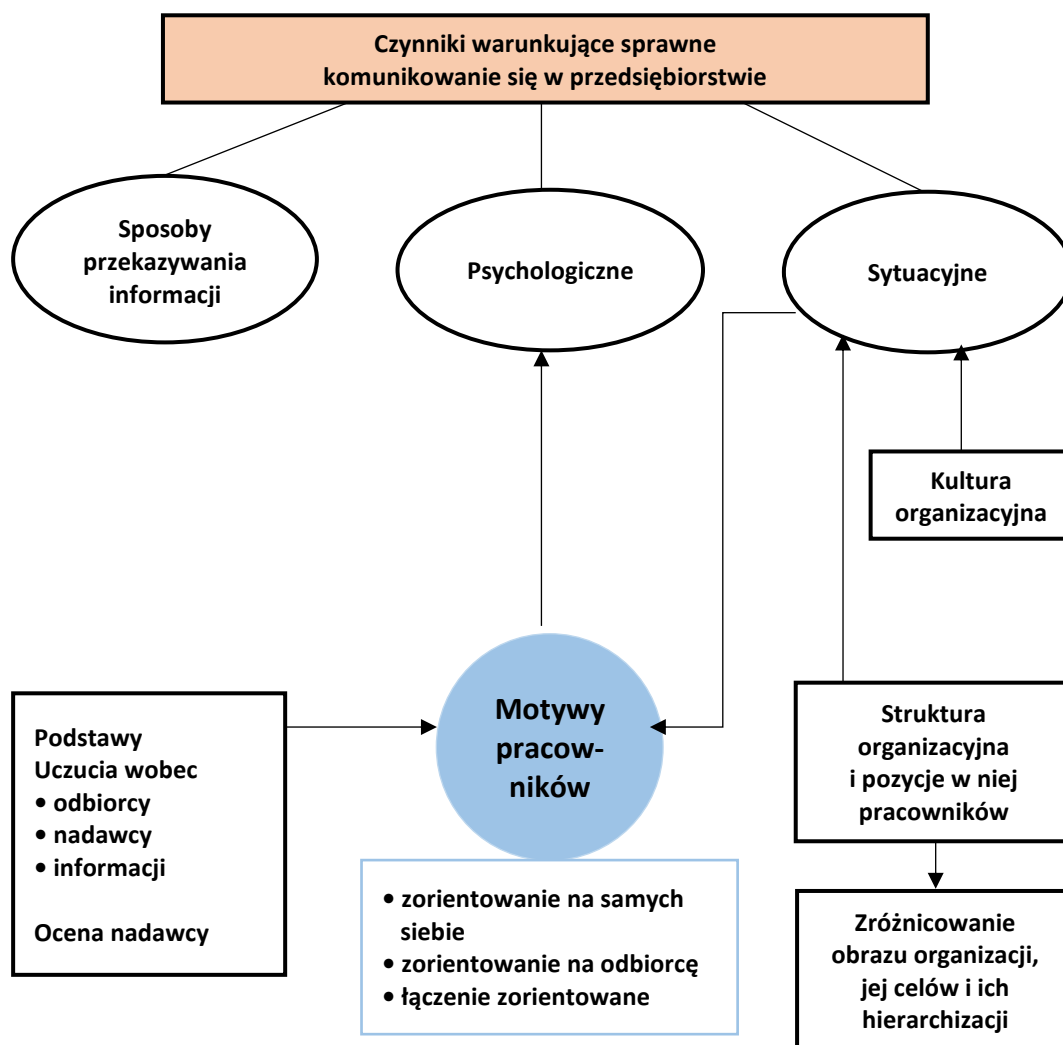 Czynniki warunkujące sprawne
komunikowanie się w przedsiębiorstwie
Sposoby
przekazywania
informacji
Psychologiczne
Sytuacyjne
Kultura
organizacyjna
Podstawy
Uczucia wobec
• odbiorcy
• nadawcy
• informacji
Ocena nadawcy
Motywy
pracow-
ników
• zorientowanie na samych
siebie
• zorientowanie na odbiorcę
• łączenie zorientowane
Struktura
organizacyjna
i pozycje w niej
pracowników
Zróżnicowanie
obrazu organizacji,
jej celów i ich
hierarchizacji